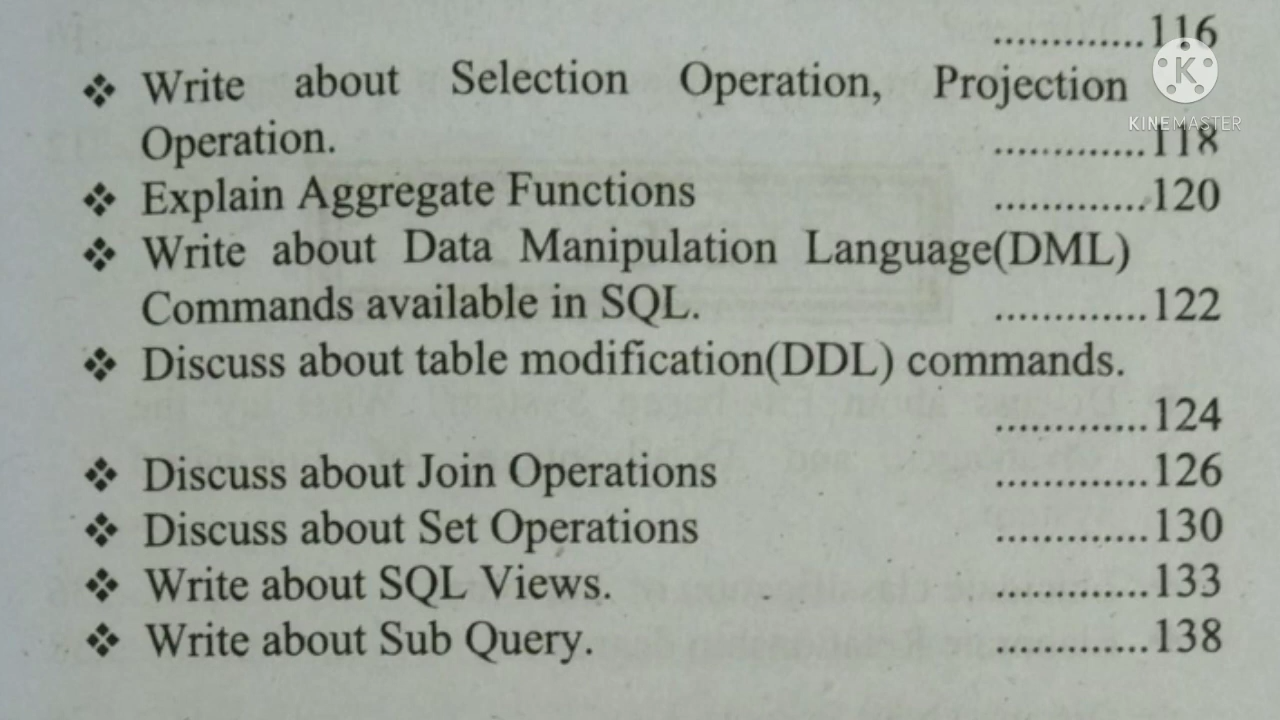 .............116
❖ Write about Selection Operation, Projection
Operation. .............118
❖ Explain Aggregate Functions .............120
❖ Write about Data Manipulation Language(DML)
Commands available in SQL. .............122
❖ Discuss about table modification(DDL) commands.
.............124
❖ Discuss about Join Operations .............126
❖ Discuss about Set Operations .............130
❖ Write about SQL Views. .............133
❖ Write about Sub Query. .............138
K
KINEMASTER